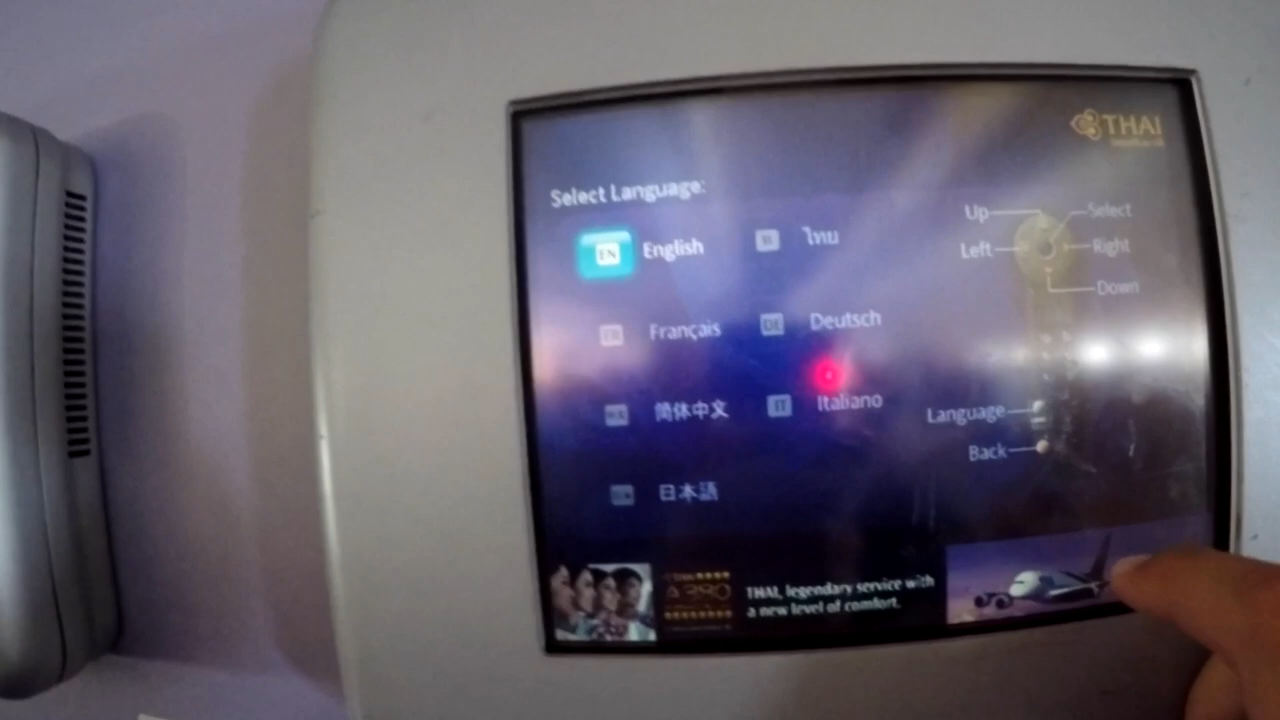 THAI
Select Language:
EN English
ไทย
FR Français
DE Deutsch
简体中文
IT Italiano
日本語
Up
Select
Left
Right
Down
Language
Back
A380
THAI, legendary service with
a new level of comfort.